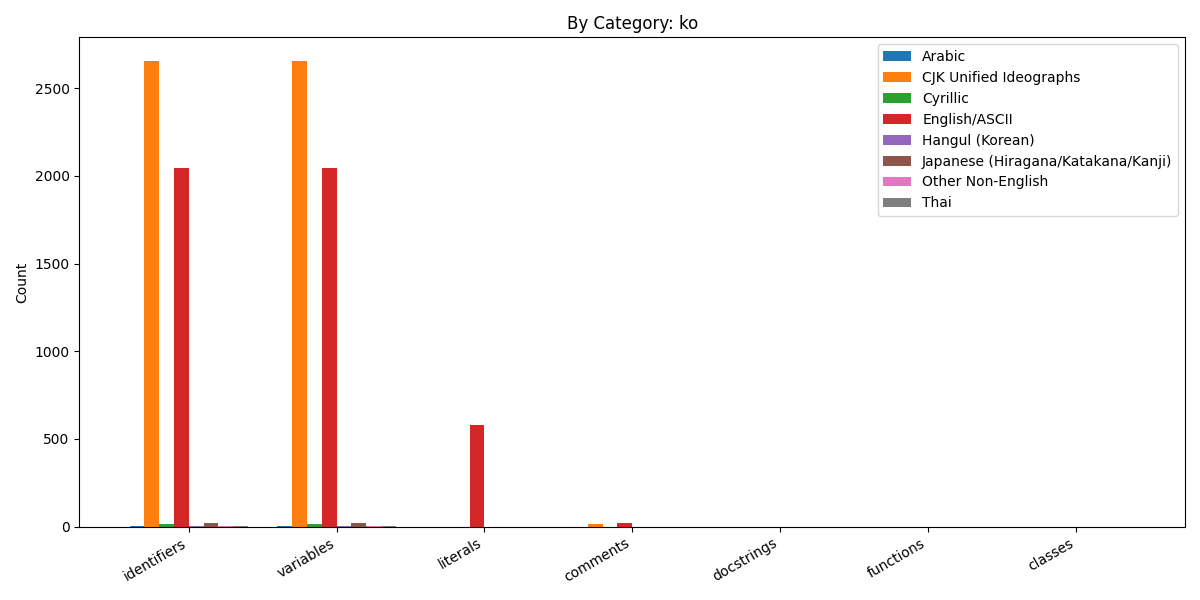 By Category: ko
Arabic
CJK Unified Ideographs
Cyrillic
English/ASCII
Hangul (Korean)
Japanese (Hiragana/Katakana/Kanji)
Other Non-English
Thai
Count
2500
2000
1500
1000
500
0
identifiers
variables
literals
comments
docstrings
functions
classes